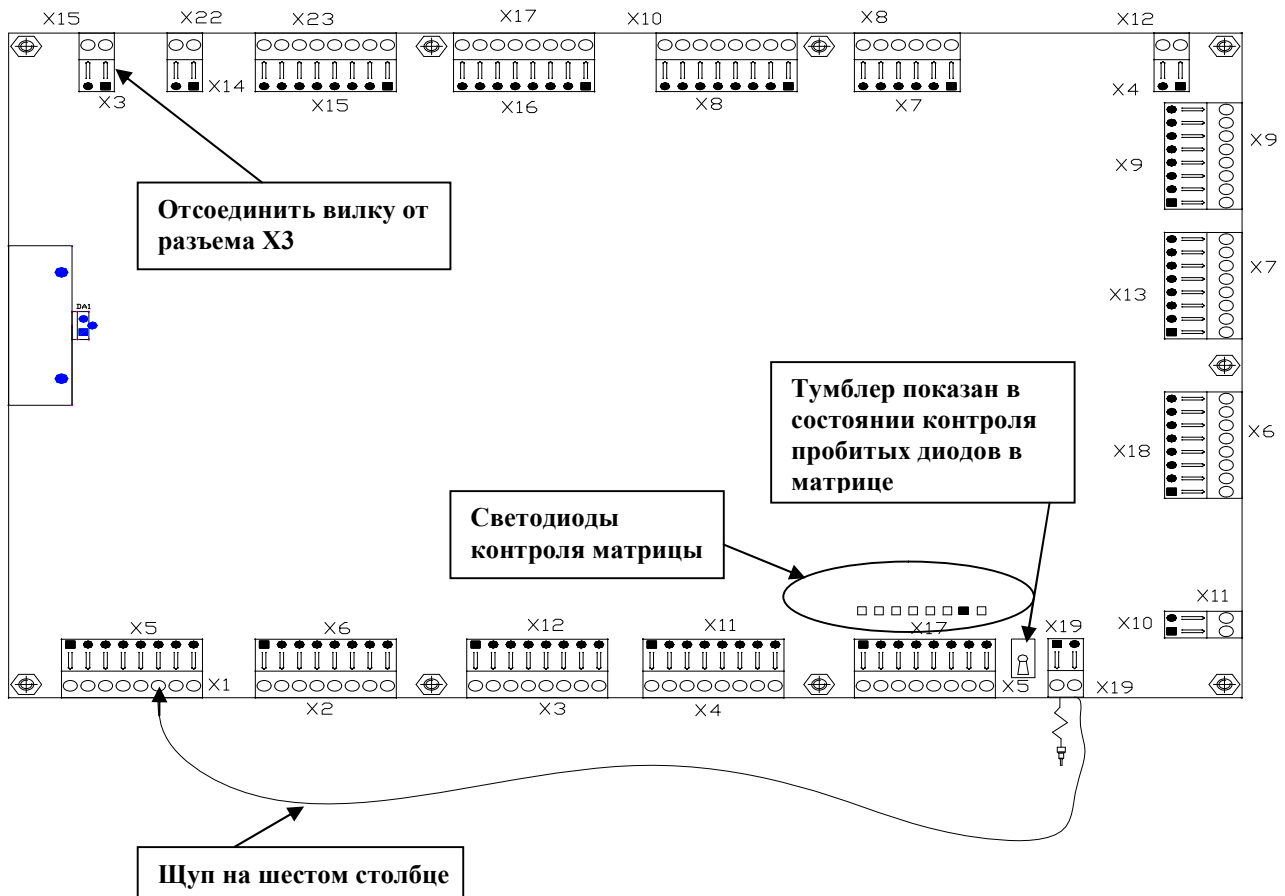 X15 X22 X23 X17 X10 X8 X12
X3 X14 X15 X16 X8 X7 X4
X9 X9
Отсоединить вилку от
разъема Х3
X7
X13
DA1
Тумблер показан в
состоянии контроля
пробитых диодов в
матрице
X6
X18
Светодиоды
контроля матрицы
X11
X10
X5 X6 X12 X11 X17 X19
X1 X2 X3 X4 X5 X19
Щуп на шестом столбце